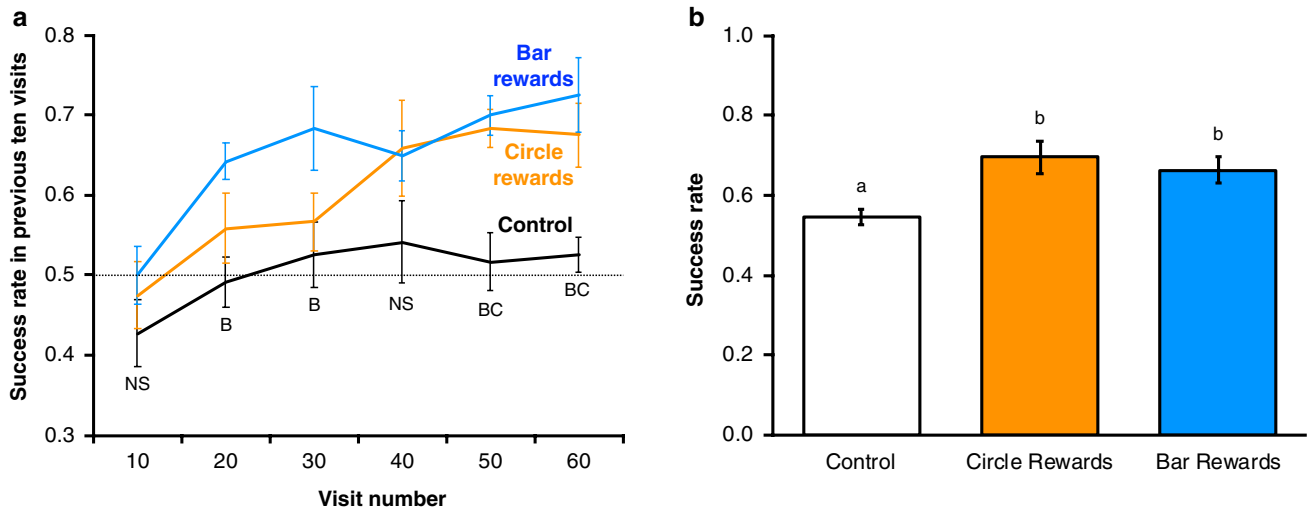 a
Success rate in previous ten visits
0.8
0.7
0.6
0.5
0.4
0.3
Bar
rewards
Circle
rewards
Control
NS
B
B
NS
BC
BC
10 20 30 40 50 60
Visit number
b
Success rate
1.0
0.8
0.6
0.4
0.2
0.0
a
b
b
Control Circle Rewards Bar Rewards